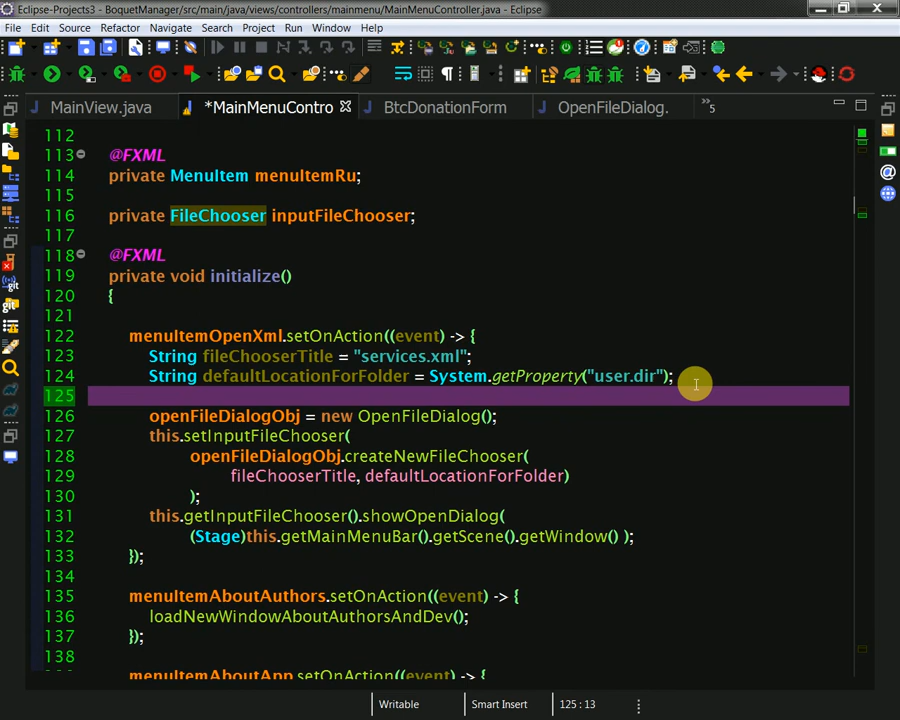 Eclipse-Projects3 - BoquetManager/src/main/java/views/controllers/mainmenu/MainMenuController.java - Eclipse
File Edit Source Refactor Navigate Search Project Run Window Help
MainView.java *MainMenuContro BtcDonationForm OpenFileDialog. »5
112
113 @FXML
114 private MenuItem menuItemRu;
115
116 private FileChooser inputFileChooser;
117
118 @FXML
119 private void initialize()
120 {
121
122 menuItemOpenXml.setOnAction((event) -> {
123 String fileChooserTitle = "services.xml";
124 String defaultLocationForFolder = System.getProperty("user.dir");
125
126 openFileDialogObj = new OpenFileDialog();
127 this.setInputFileChooser(
128 openFileDialogObj.createNewFileChooser(
129 fileChooserTitle, defaultLocationForFolder)
130 );
131 this.getInputFileChooser().showOpenDialog(
132 (Stage)this.getMainMenuBar().getScene().getWindow() );
133 });
134
135 menuItemAboutAuthors.setOnAction((event) -> {
136 loadNewWindowAboutAuthorsAndDev();
137 });
138
menuItemAboutApp.setOnAction((event) -> {
Writable Smart Insert 125 : 13